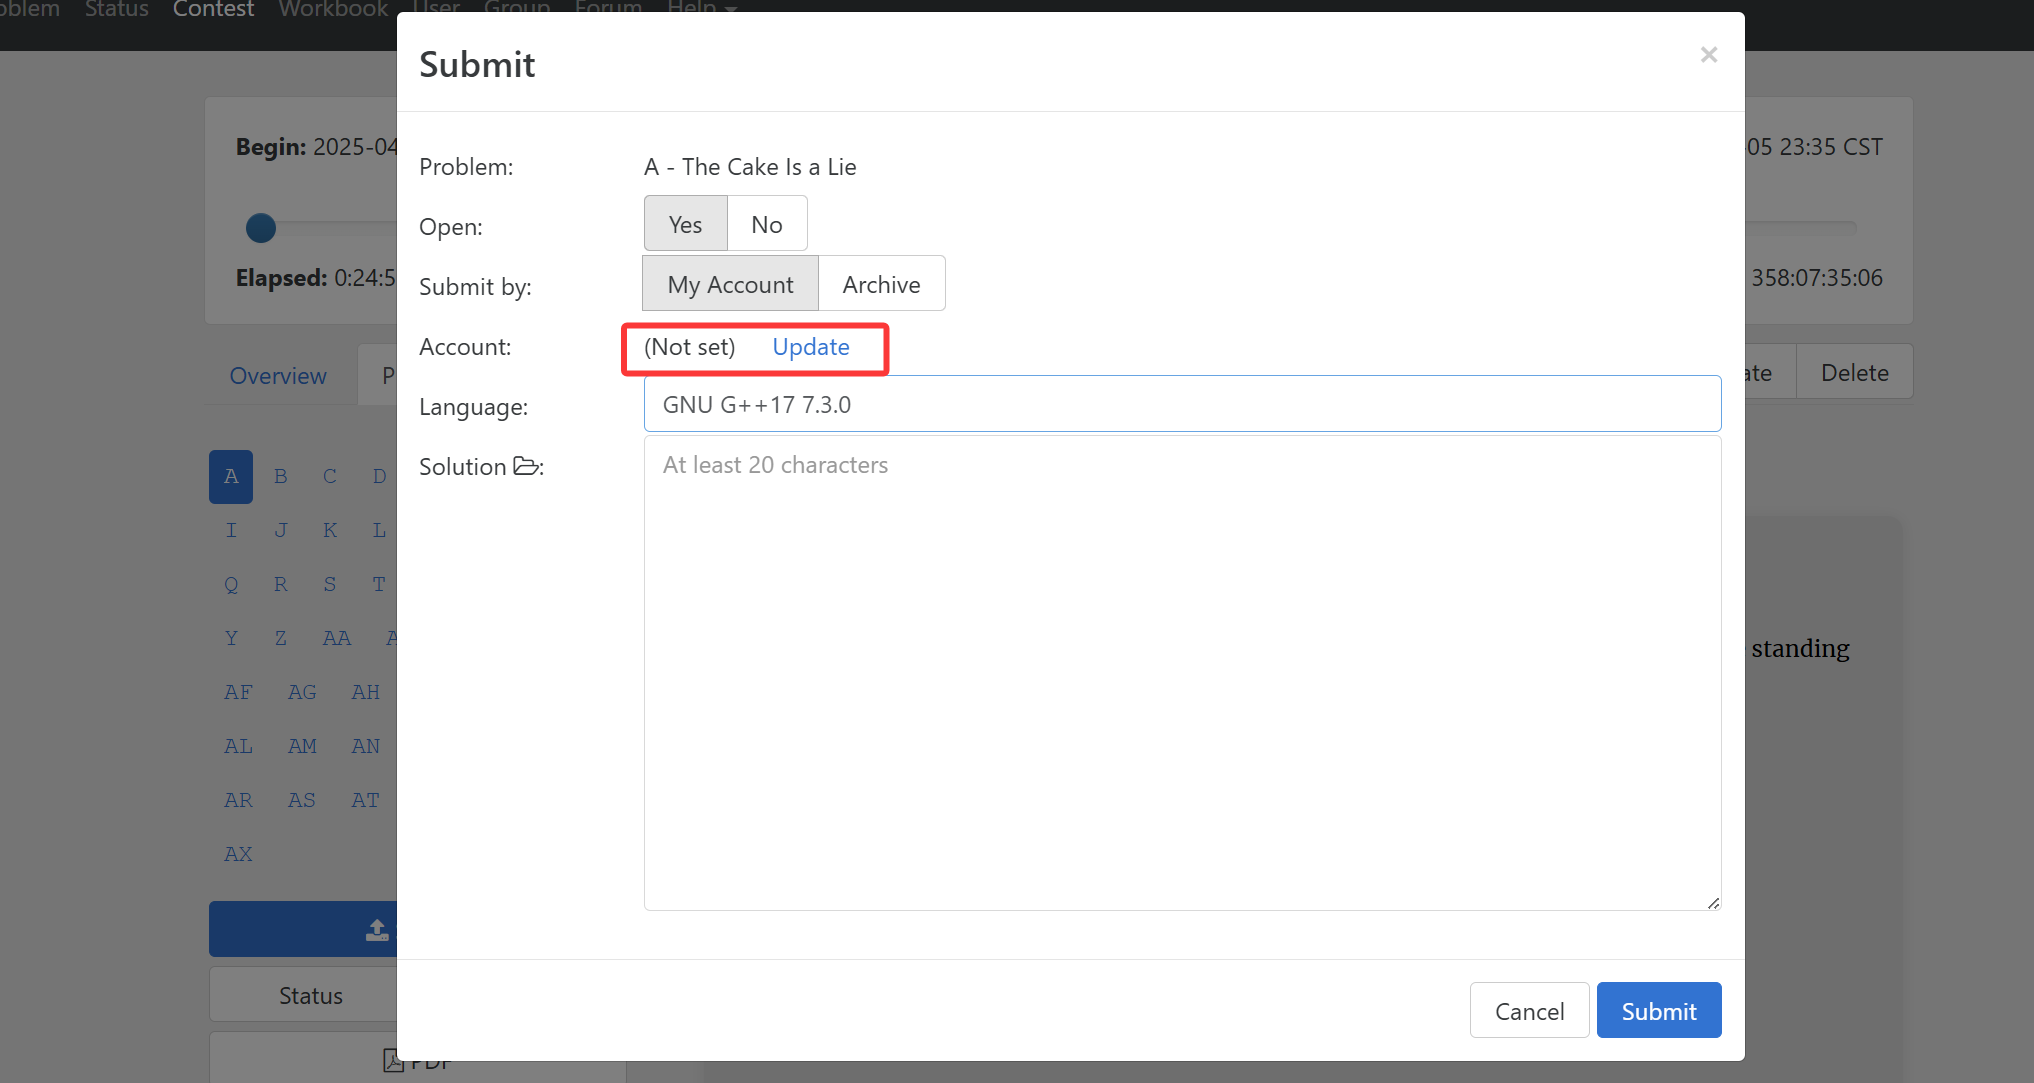 Status Contest Workbook User Group Forum Help
Submit ×
Begin: 2025-04 05 23:35 CST
Problem: A - The Cake Is a Lie
Open: Yes No
Elapsed: 0:24:5 358:07:35:06
Submit by: My Account Archive
Account: (Not set) Update
Overview P Delete
Language: GNU G++17 7.3.0
Solution : At least 20 characters
A B C D
I J K L
Q R S T
Y Z AA A
standing
AF AG AH
AL AM AN
AR AS AT
AX
Status
Cancel Submit
PDF